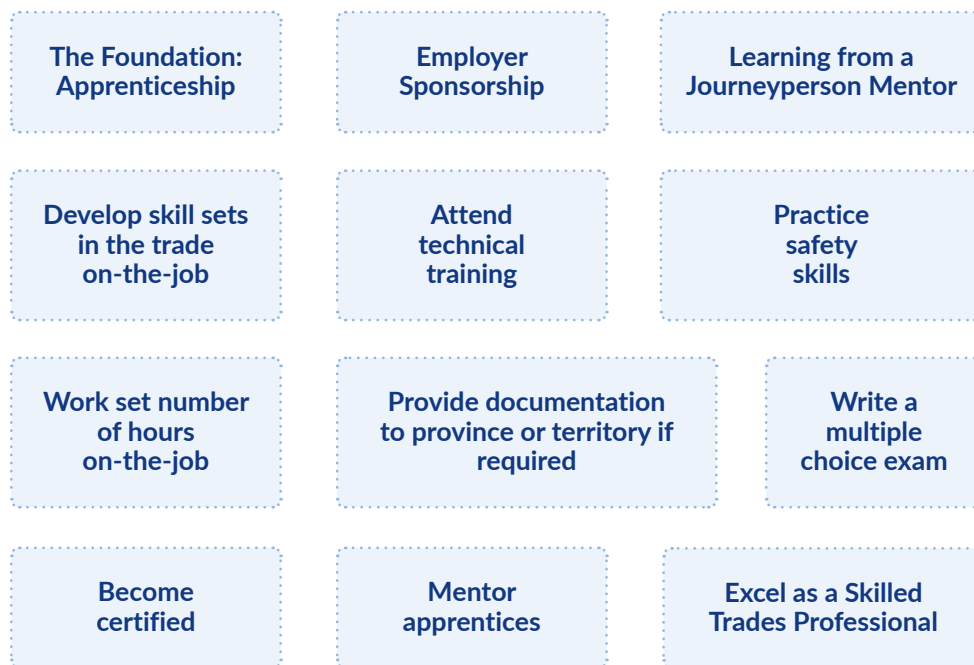 The Foundation:
Apprenticeship
Employer
Sponsorship
Learning from a
Journeyperson Mentor
Develop skill sets
in the trade
on-the-job
Attend
technical
training
Practice
safety
skills
Work set number
of hours
on-the-job
Provide documentation
to province or territory if
required
Write a
multiple
choice exam
Become
certified
Mentor
apprentices
Excel as a Skilled
Trades Professional